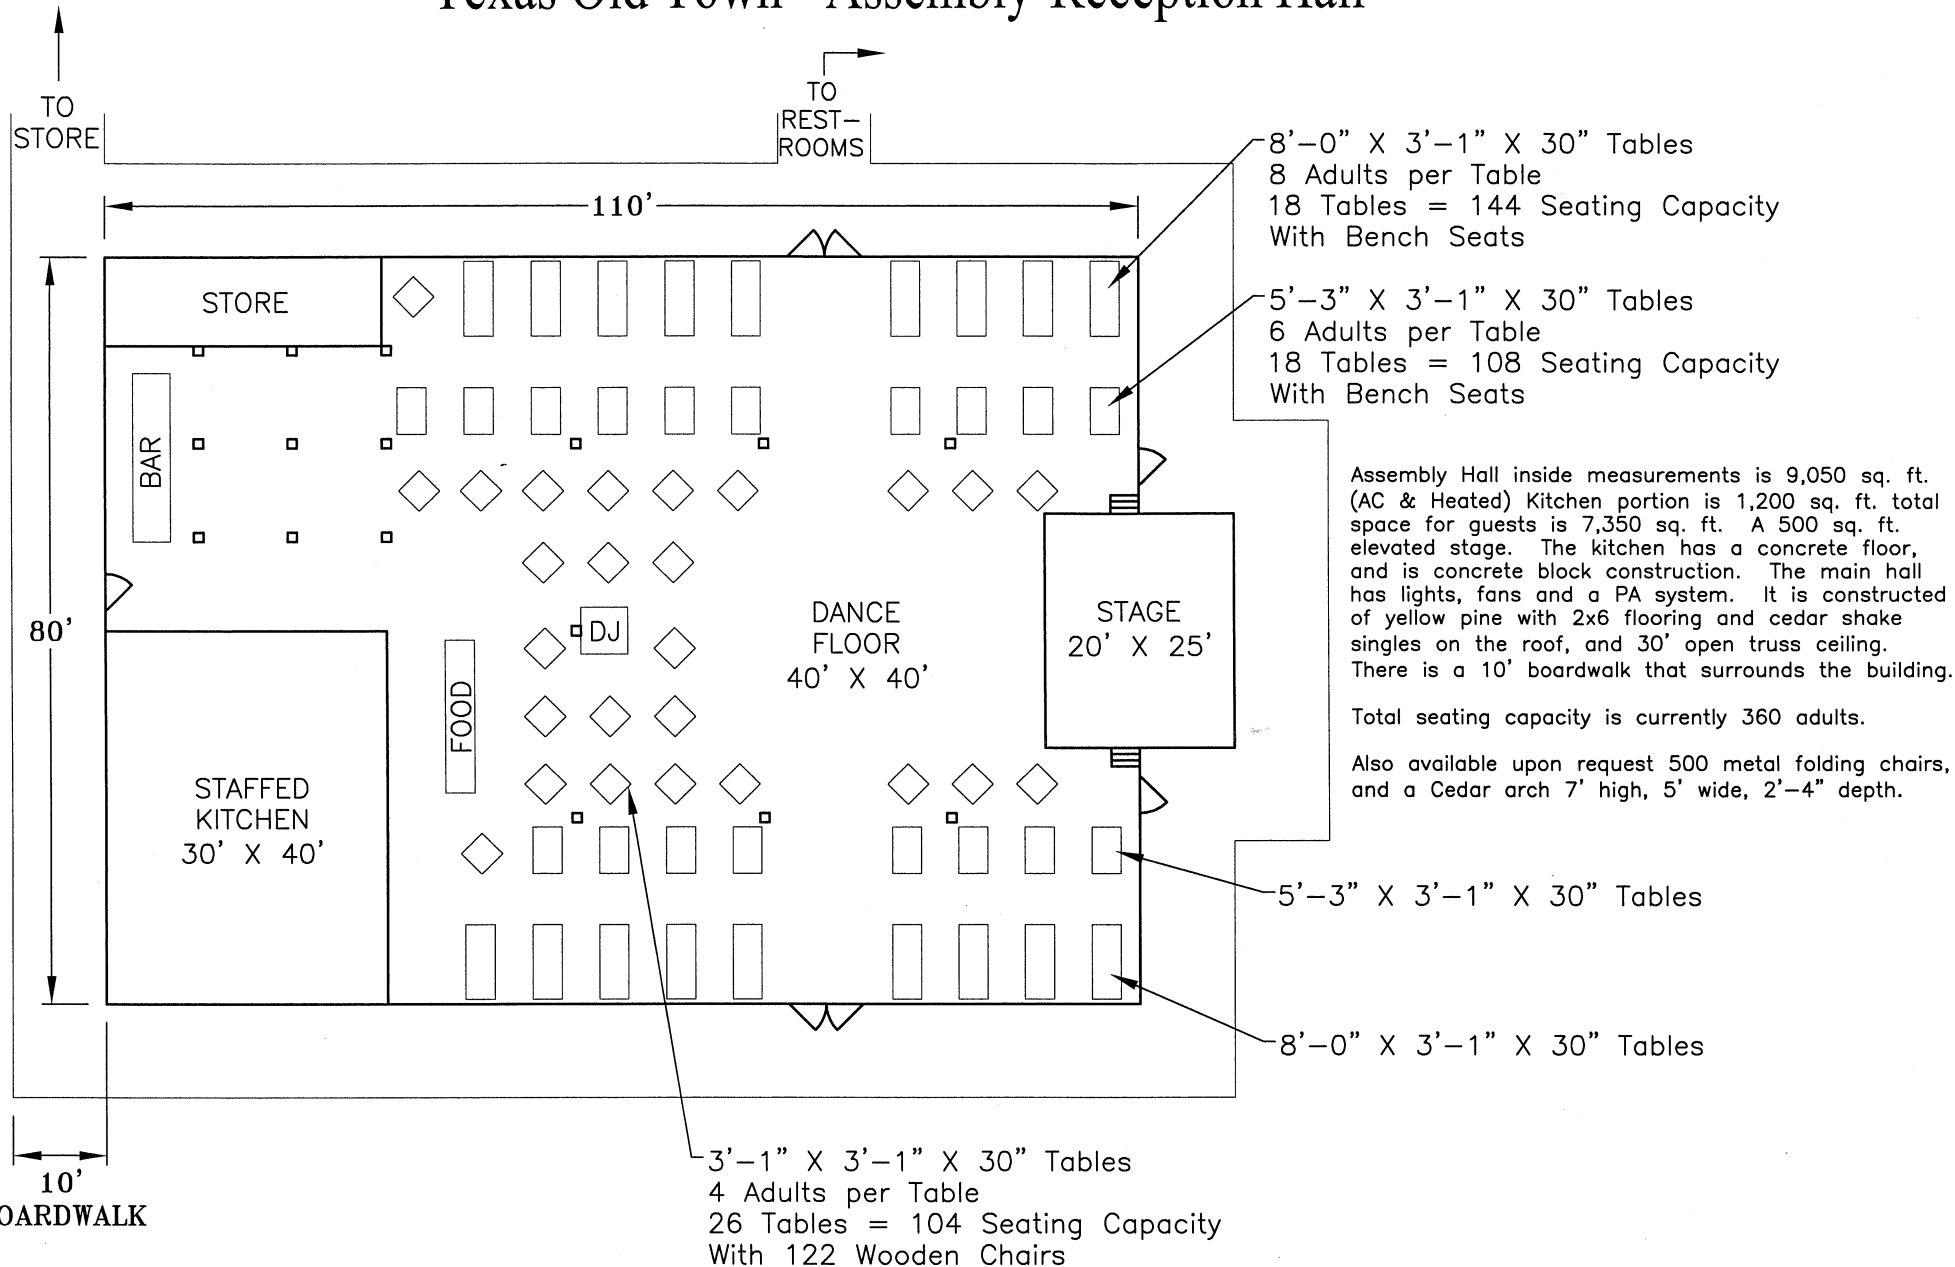 Texas Old Town - Assembly Reception Hall
TO
STORE
TO
REST-
ROOMS
8'-0" X 3'-1" X 30" Tables
8 Adults per Table
18 Tables = 144 Seating Capacity
With Bench Seats
110'
5'-3" X 3'-1" X 30" Tables
6 Adults per Table
18 Tables = 108 Seating Capacity
With Bench Seats
STORE
BAR
Assembly Hall inside measurements is 9,050 sq. ft.
(AC & Heated) Kitchen portion is 1,200 sq. ft. total
space for guests is 7,350 sq. ft. A 500 sq. ft.
elevated stage. The kitchen has a concrete floor,
and is concrete block construction. The main hall
has lights, fans and a PA system. It is constructed
of yellow pine with 2x6 flooring and cedar shake
singles on the roof, and 30' open truss ceiling.
There is a 10' boardwalk that surrounds the building.
Total seating capacity is currently 360 adults.
Also available upon request 500 metal folding chairs,
and a Cedar arch 7' high, 5' wide, 2'-4" depth.
80'
DJ
DANCE
FLOOR
40' X 40'
STAGE
20' X 25'
FOOD
STAFFED
KITCHEN
30' X 40'
5'-3" X 3'-1" X 30" Tables
8'-0" X 3'-1" X 30" Tables
10'
OARDWALK
3'-1" X 3'-1" X 30" Tables
4 Adults per Table
26 Tables = 104 Seating Capacity
With 122 Wooden Chairs